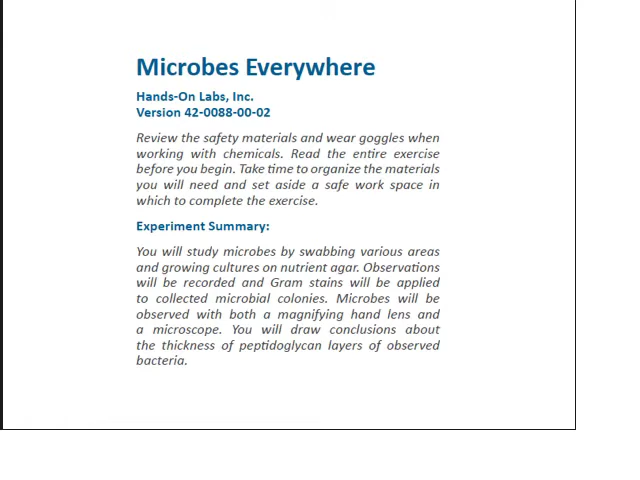 Microbes Everywhere
Hands-On Labs, Inc.
Version 42-0088-00-02
Review the safety materials and wear goggles when
working with chemicals. Read the entire exercise
before you begin. Take time to organize the materials
you will need and set aside a safe work space in
which to complete the exercise.
Experiment Summary:
You will study microbes by swabbing various areas
and growing cultures on nutrient agar. Observations
will be recorded and Gram stains will be applied
to collected microbial colonies. Microbes will be
observed with both a magnifying hand lens and
a microscope. You will draw conclusions about
the thickness of peptidoglycan layers of observed
bacteria.